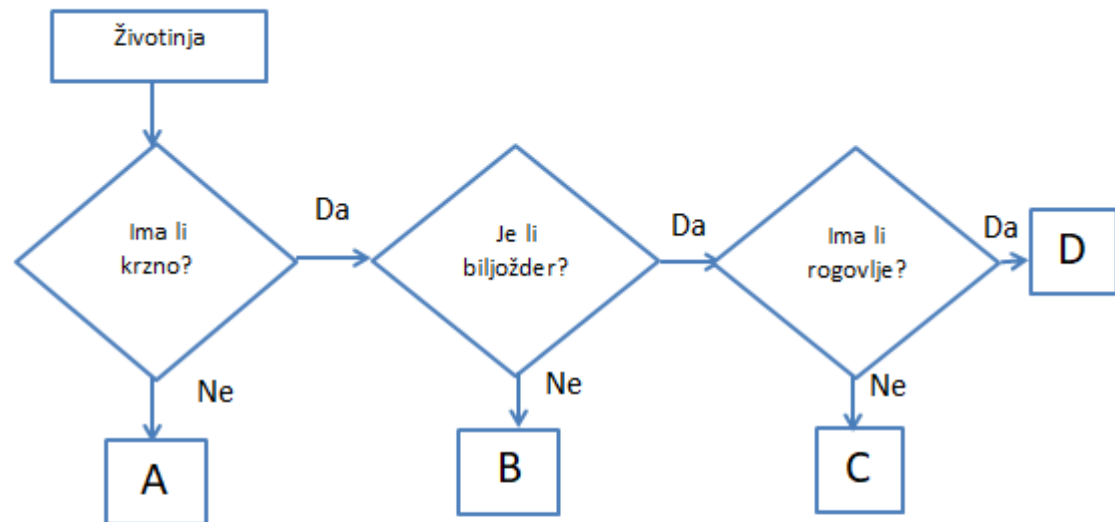 Životinja
Ima li
krzno?
Da
Je li
biljožder?
Da
Ima li
rogovlje?
Da
D
Ne
A
Ne
B
Ne
C